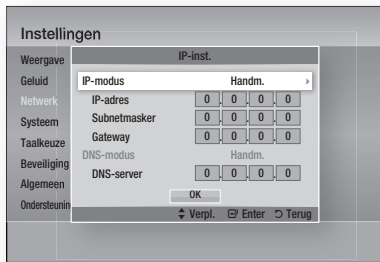 Instellingen
Weergave
Geluid
Netwerk
Systeem
Taalkeuze
Beveiliging
Algemeen
Ondersteunin
IP-inst.
IP-modus Handm.
IP-adres 0 . 0 . 0 . 0
Subnetmasker 0 . 0 . 0 . 0
Gateway 0 . 0 . 0 . 0
DNS-modus Handm.
DNS-server 0 . 0 . 0 . 0
OK
Verpl. Enter Terug